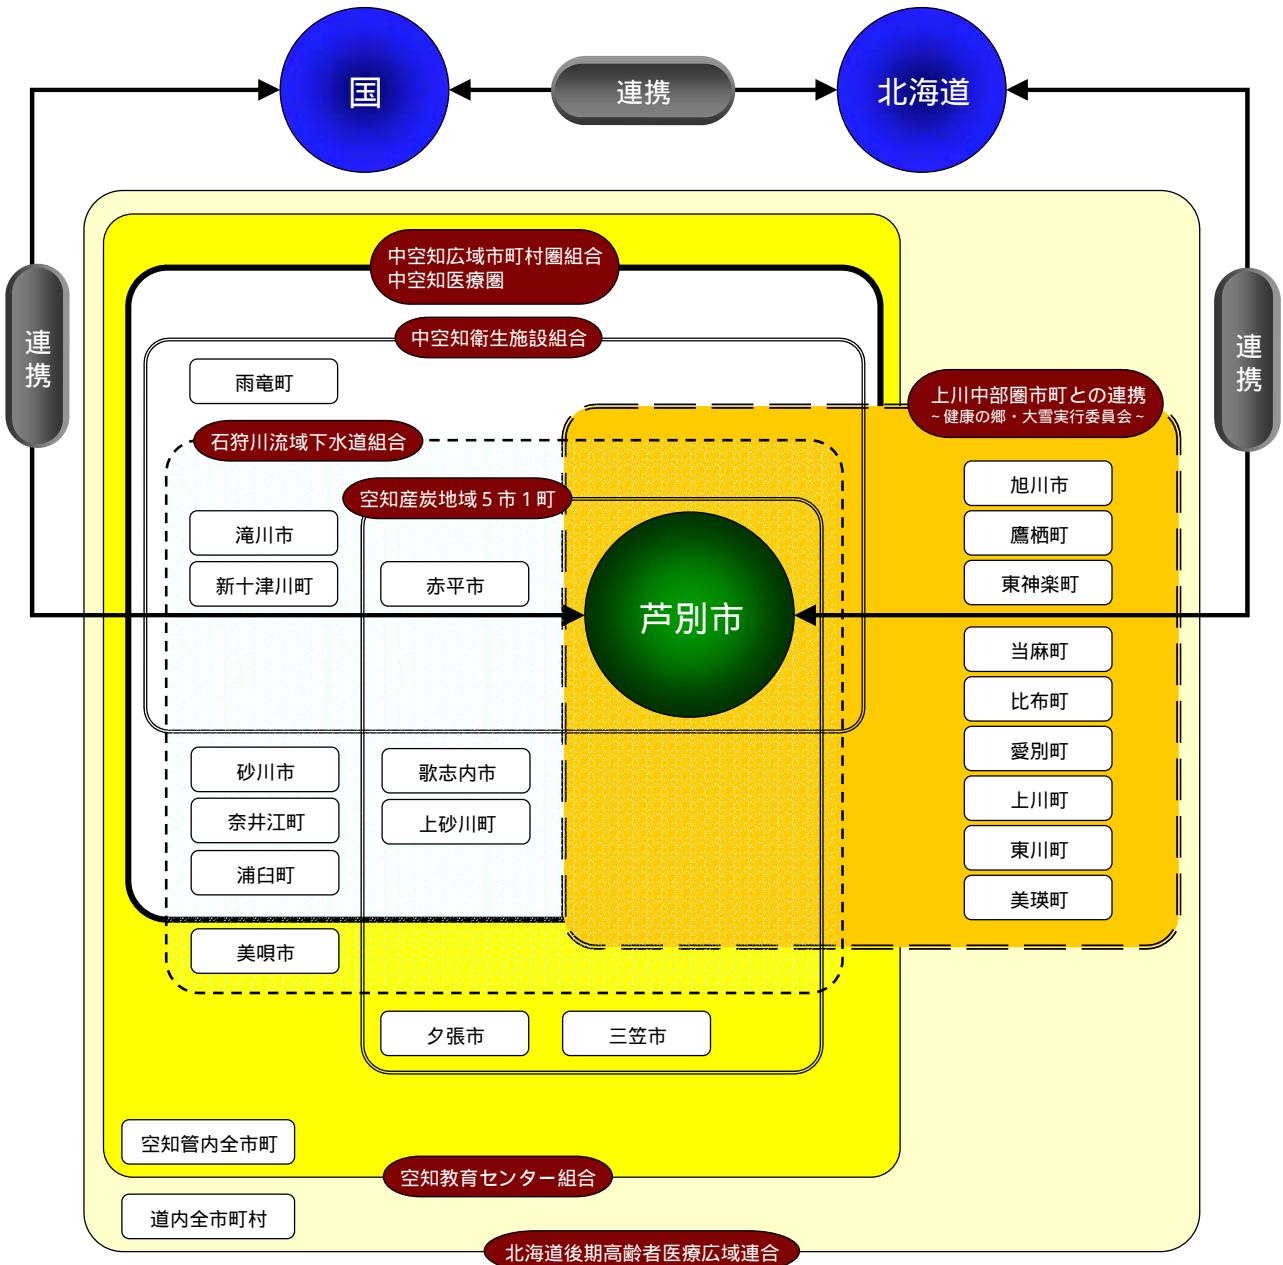 国
連携
北海道
連携
連携
中空知広域市町村圏組合
中空知医療圏
中空知衛生施設組合
雨竜町
上川中部圏市町との連携
~健康の郷・大雪実行委員会~
石狩川流域下水道組合
空知産炭地域5市1町
旭川市
滝川市
鷹栖町
新十津川町
赤平市
東神楽町
芦別市
当麻町
比布町
愛別町
砂川市
歌志内市
上川町
奈井江町
上砂川町
東川町
浦臼町
美瑛町
美唄市
夕張市
三笠市
空知管内全市町
空知教育センター組合
道内全市町村
北海道後期高齢者医療広域連合